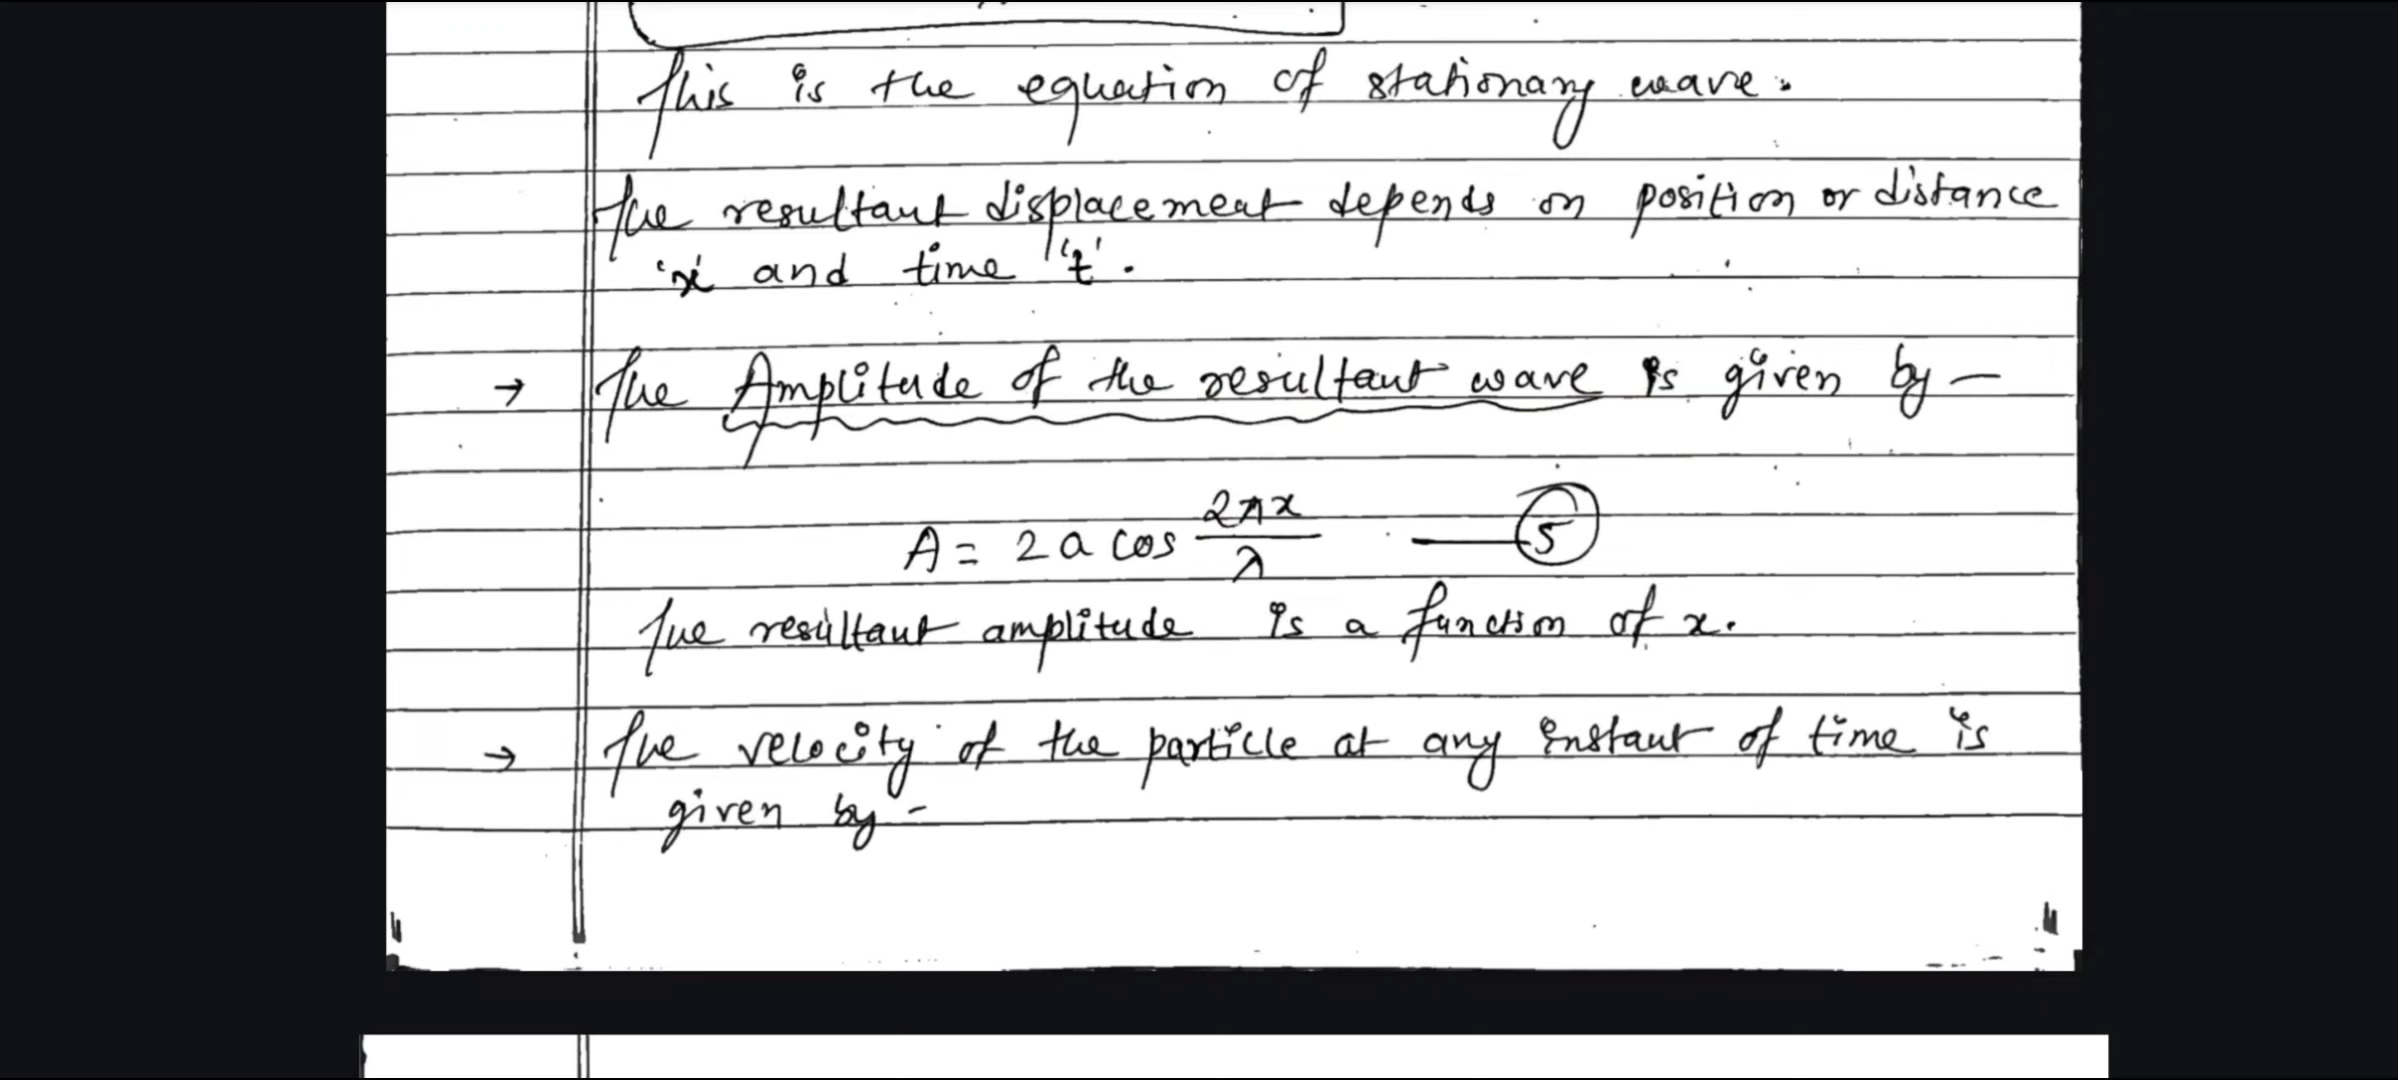 This is the equation of stationary wave.
The resultant displacement depends on position or distance
'x' and time 't'.
→ The Amplitude of the resultant wave is given by —
A = 2 a cos 2πx/λ —— 5
The resultant amplitude is a function of x.
→ The velocity of the particle at any instant of time is
given by -